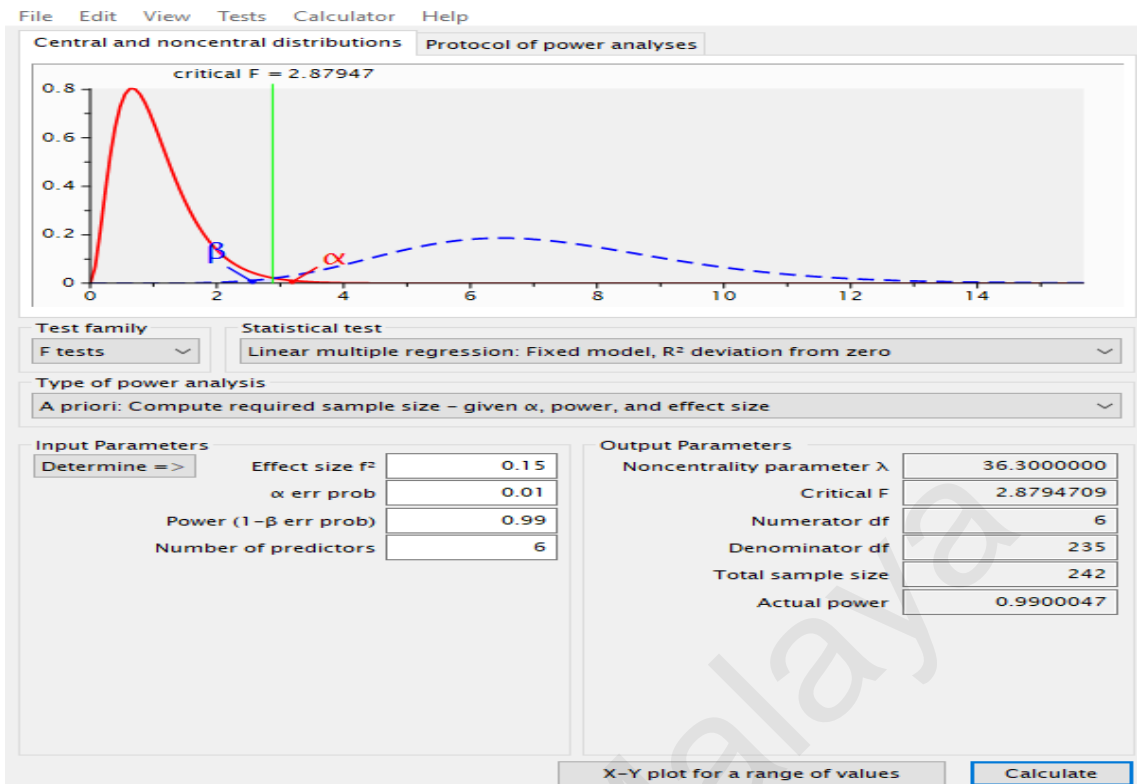 File Edit View Tests Calculator Help
Central and noncentral distributions Protocol of power analyses
critical F = 2.87947
0.8
0.6
0.4
0.2
0
β α
0 2 4 6 8 10 12 14
Test family Statistical test
F tests Linear multiple regression: Fixed model, R² deviation from zero
Type of power analysis
A priori: Compute required sample size - given α, power, and effect size
Input Parameters
Determine => Effect size f² 0.15
α err prob 0.01
Power (1-β err prob) 0.99
Number of predictors 6
Output Parameters
Noncentrality parameter λ 36.3000000
Critical F 2.8794709
Numerator df 6
Denominator df 235
Total sample size 242
Actual power 0.9900047
X-Y plot for a range of values Calculate
alaya